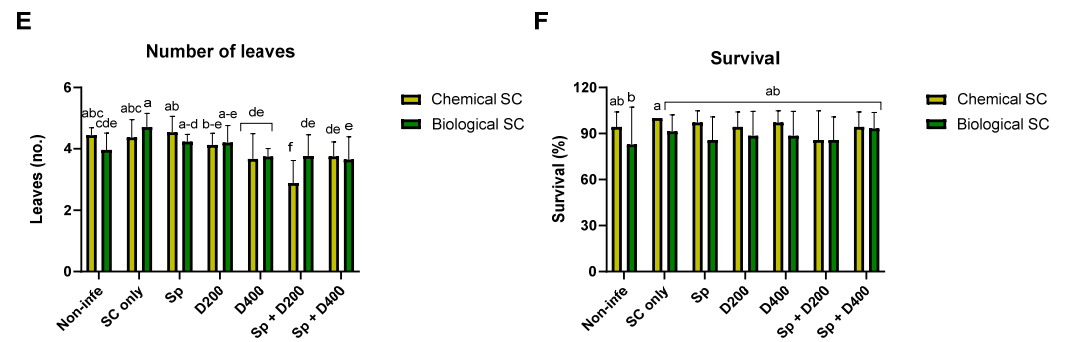 E
Number of leaves
6
4
2
0
Leaves (no.)
abc
cde
abc
a
ab
a-d
b-e
a-e
de
f
de
de
e
Non-infe
SC only
Sp
D200
D400
Sp + D200
Sp + D400
Chemical SC
Biological SC
F
Survival
120
90
60
30
0
Survival (%)
ab
b
a
ab
Non-infe
SC only
Sp
D200
D400
Sp + D200
Sp + D400
Chemical SC
Biological SC